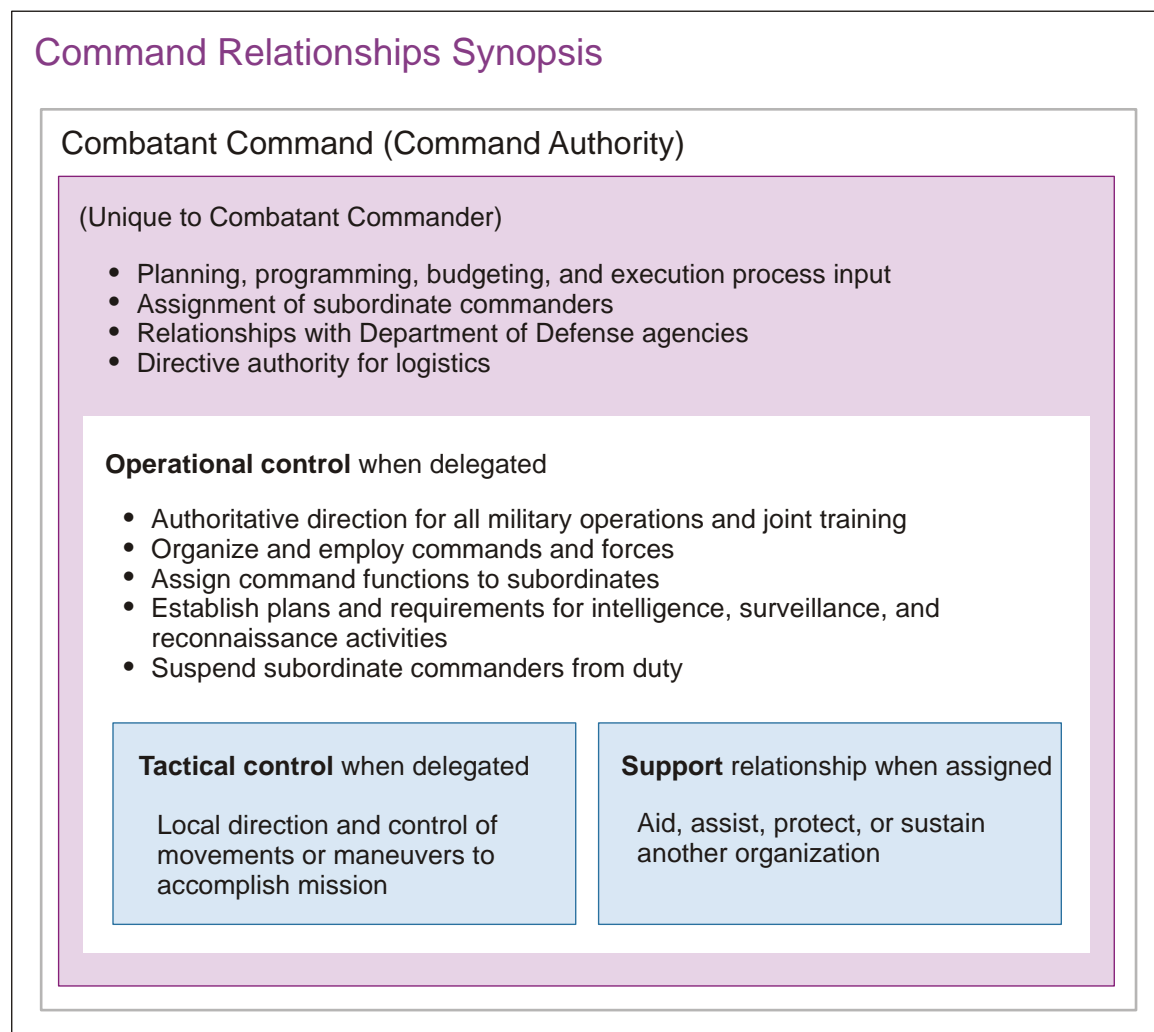 Command Relationships Synopsis
Combatant Command (Command Authority)
(Unique to Combatant Commander)
• Planning, programming, budgeting, and execution process input
• Assignment of subordinate commanders
• Relationships with Department of Defense agencies
• Directive authority for logistics
Operational control when delegated
• Authoritative direction for all military operations and joint training
• Organize and employ commands and forces
• Assign command functions to subordinates
• Establish plans and requirements for intelligence, surveillance, and
reconnaissance activities
• Suspend subordinate commanders from duty
Tactical control when delegated
Local direction and control of
movements or maneuvers to
accomplish mission
Support relationship when assigned
Aid, assist, protect, or sustain
another organization